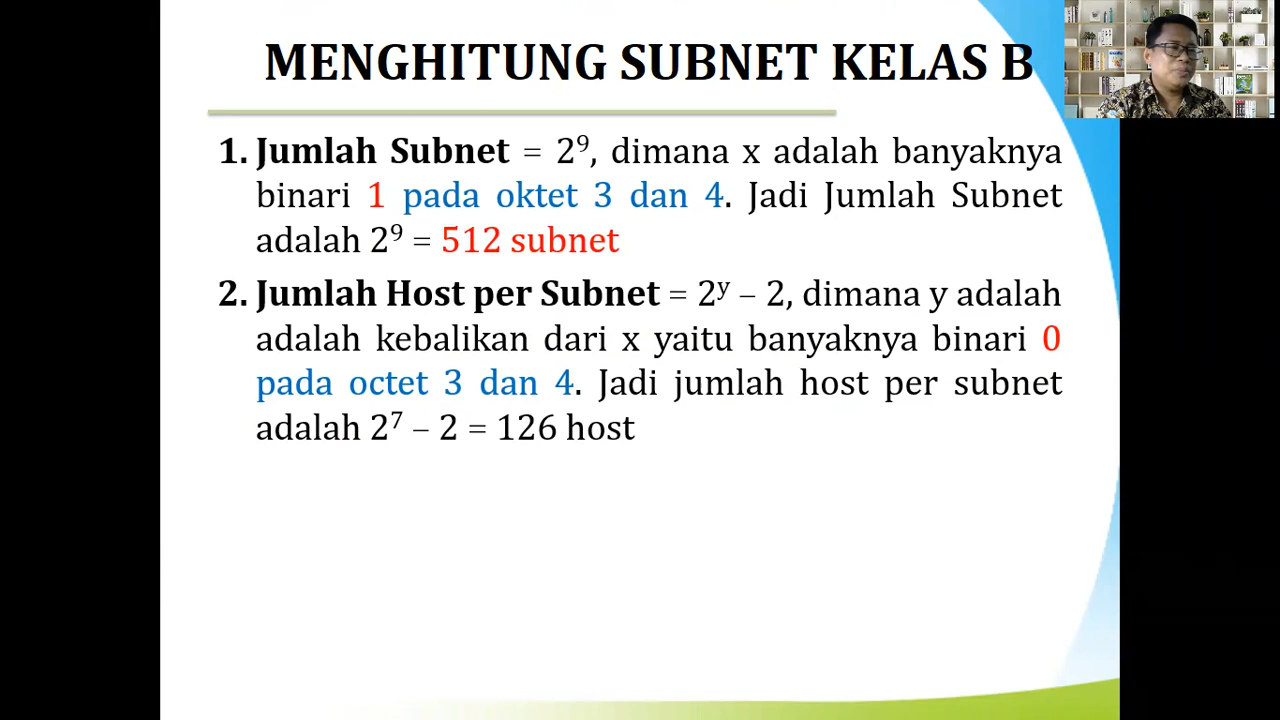 MENGHITUNG SUBNET KELAS B
1. Jumlah Subnet = 2⁹, dimana x adalah banyaknya
binari 1 pada oktet 3 dan 4. Jadi Jumlah Subnet
adalah 2⁹ = 512 subnet
2. Jumlah Host per Subnet = 2ʸ – 2, dimana y adalah
adalah kebalikan dari x yaitu banyaknya binari 0
pada octet 3 dan 4. Jadi jumlah host per subnet
adalah 2⁷ – 2 = 126 host